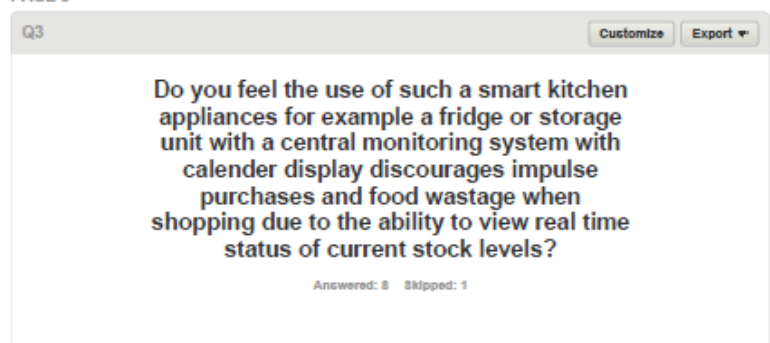 Q3
Customize
Export
Do you feel the use of such a smart kitchen
appliances for example a fridge or storage
unit with a central monitoring system with
calender display discourages impulse
purchases and food wastage when
shopping due to the ability to view real time
status of current stock levels?
Answered: 8 Skipped: 1